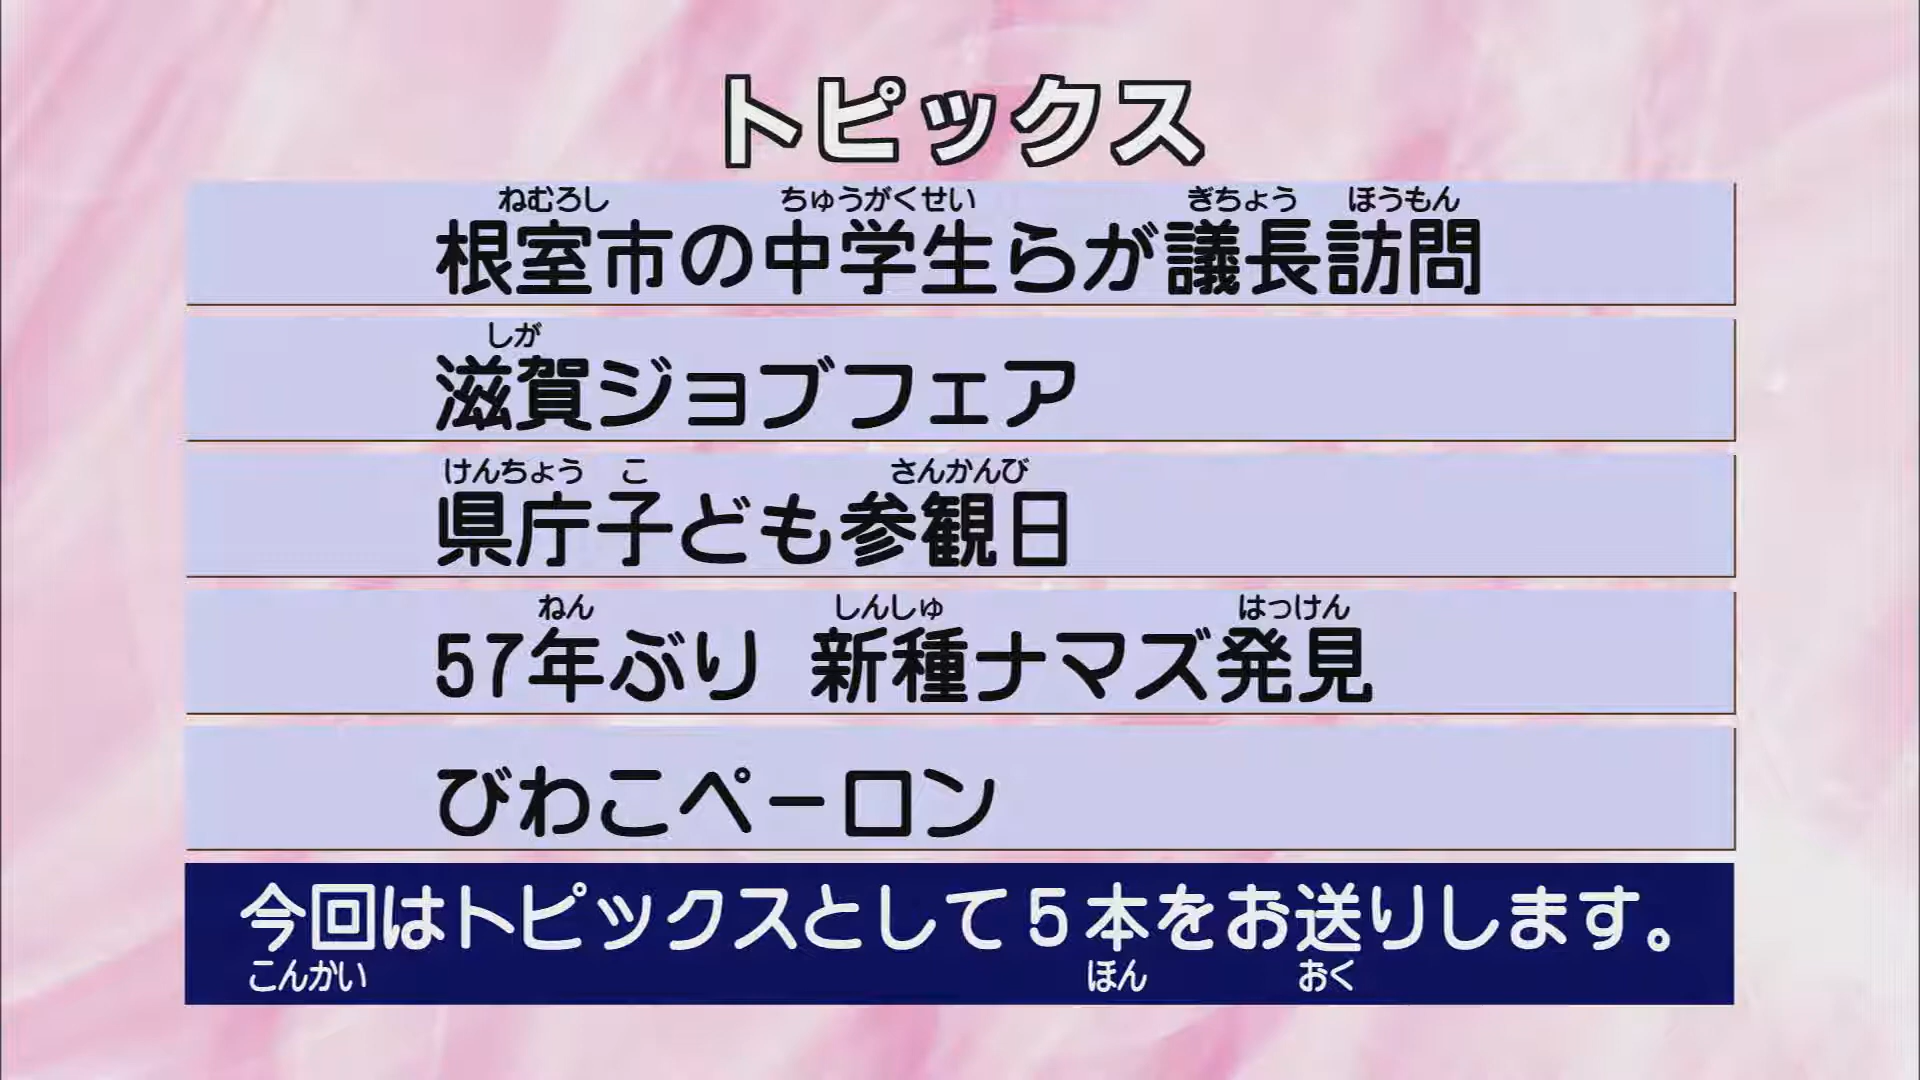 トピックス
ねむろし ちゅうがくせい ぎちょう ほうもん
根室市の中学生らが議長訪問
しが
滋賀ジョブフェア
けんちょう こ さんかんび
県庁子ども参観日
ねん しんしゅ はっけん
57年ぶり 新種ナマズ発見
びわこペーロン
今回はトピックスとして5本をお送りします。
こんかい ほん おく